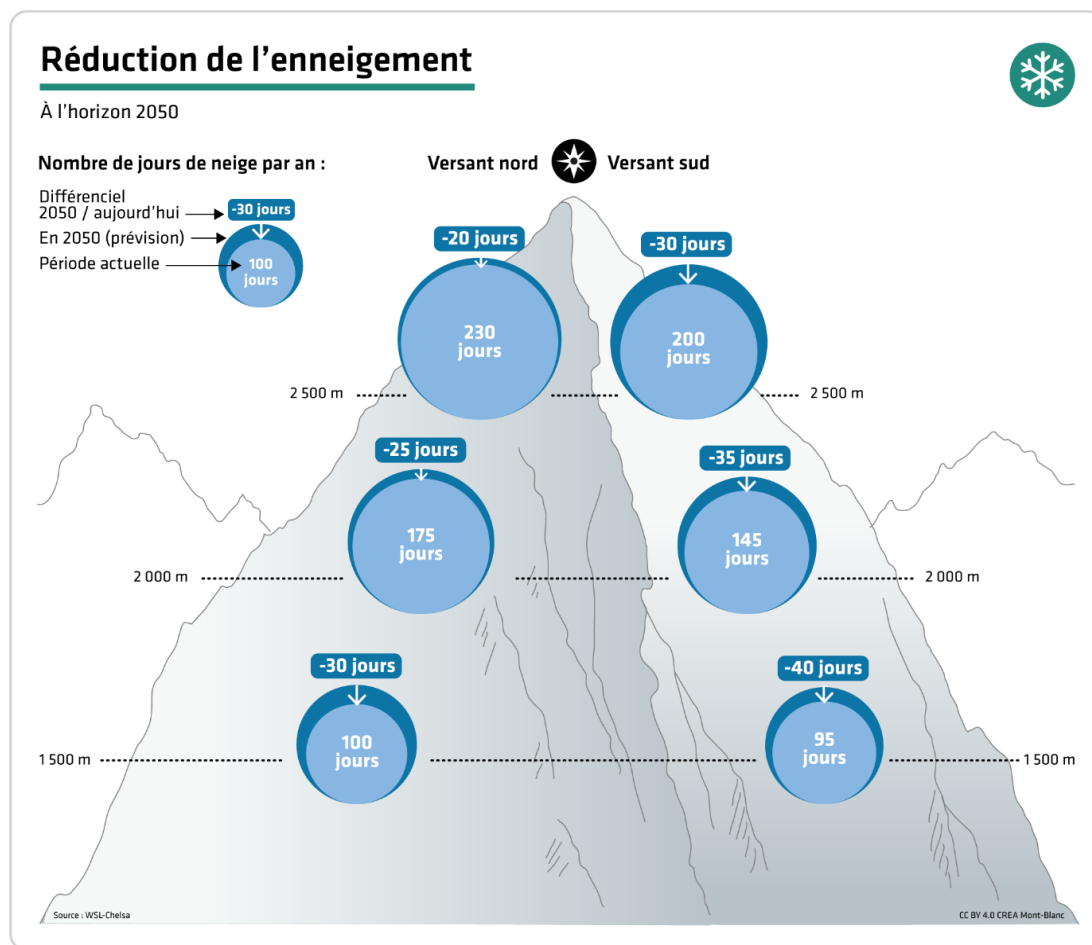 Réduction de l'enneigement
À l'horizon 2050
Nombre de jours de neige par an :
Différenciel
2050 / aujourd'hui
-30 jours
En 2050 (prévision)
Période actuelle
100
jours
Versant nord
Versant sud
-20 jours
-30 jours
230
jours
200
jours
2 500 m
2 500 m
-25 jours
-35 jours
175
jours
145
jours
2 000 m
2 000 m
-30 jours
-40 jours
100
jours
95
jours
1 500 m
1 500 m
Source : WSL-Chelsa
CC BY 4.0 CREA Mont-Blanc